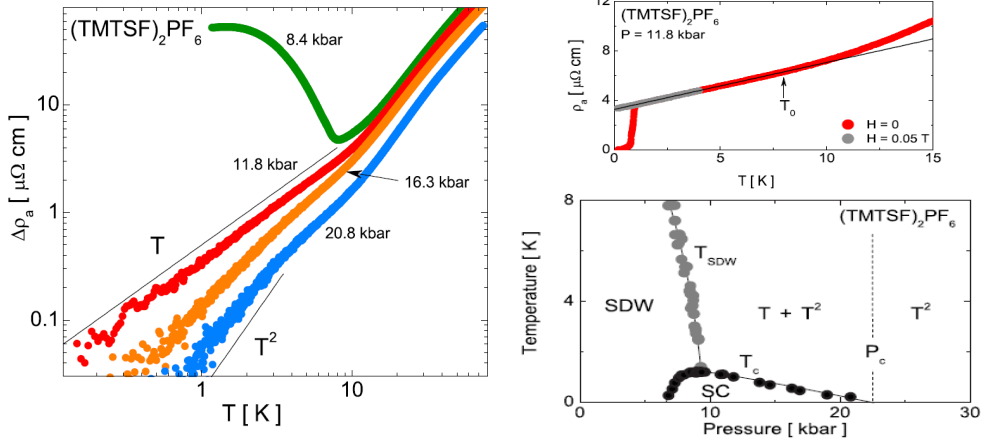 (TMTSF)₂PF₆
8.4 kbar
11.8 kbar
16.3 kbar
20.8 kbar
T
T²
10
1
0.1
Δρₐ [ μΩ cm ]
1
10
T [ K ]
(TMTSF)₂PF₆
P = 11.8 kbar
12
8
4
0
ρₐ [ μΩ cm ]
T₀
H = 0
H = 0.05 T
0
5
10
15
T [ K ]
(TMTSF)₂PF₆
8
4
0
Temperature [ K ]
T_SDW
SDW
T + T²
T²
P_c
T_c
SC
0
10
20
30
Pressure [ kbar ]